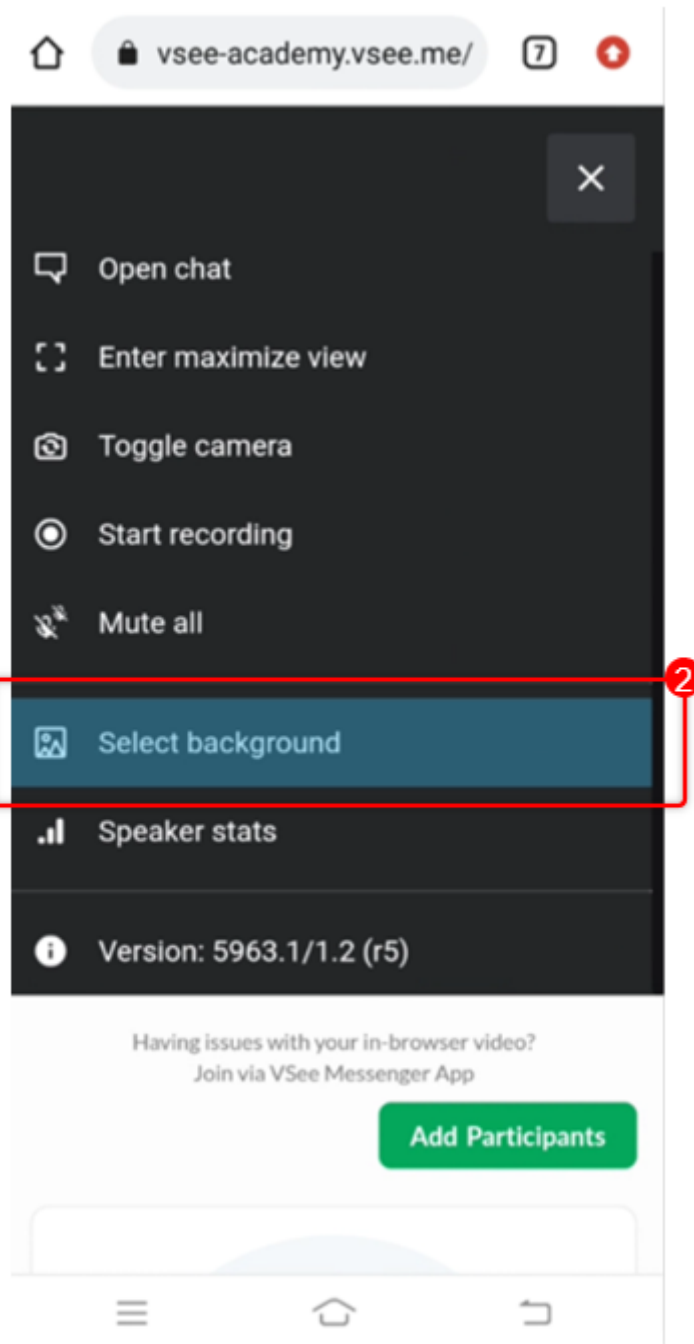 vsee-academy.vsee.me/ 7
Open chat
Enter maximize view
Toggle camera
Start recording
Mute all
2
Select background
Speaker stats
Version: 5963.1/1.2 (r5)
Having issues with your in-browser video?
Join via VSee Messenger App
Add Participants